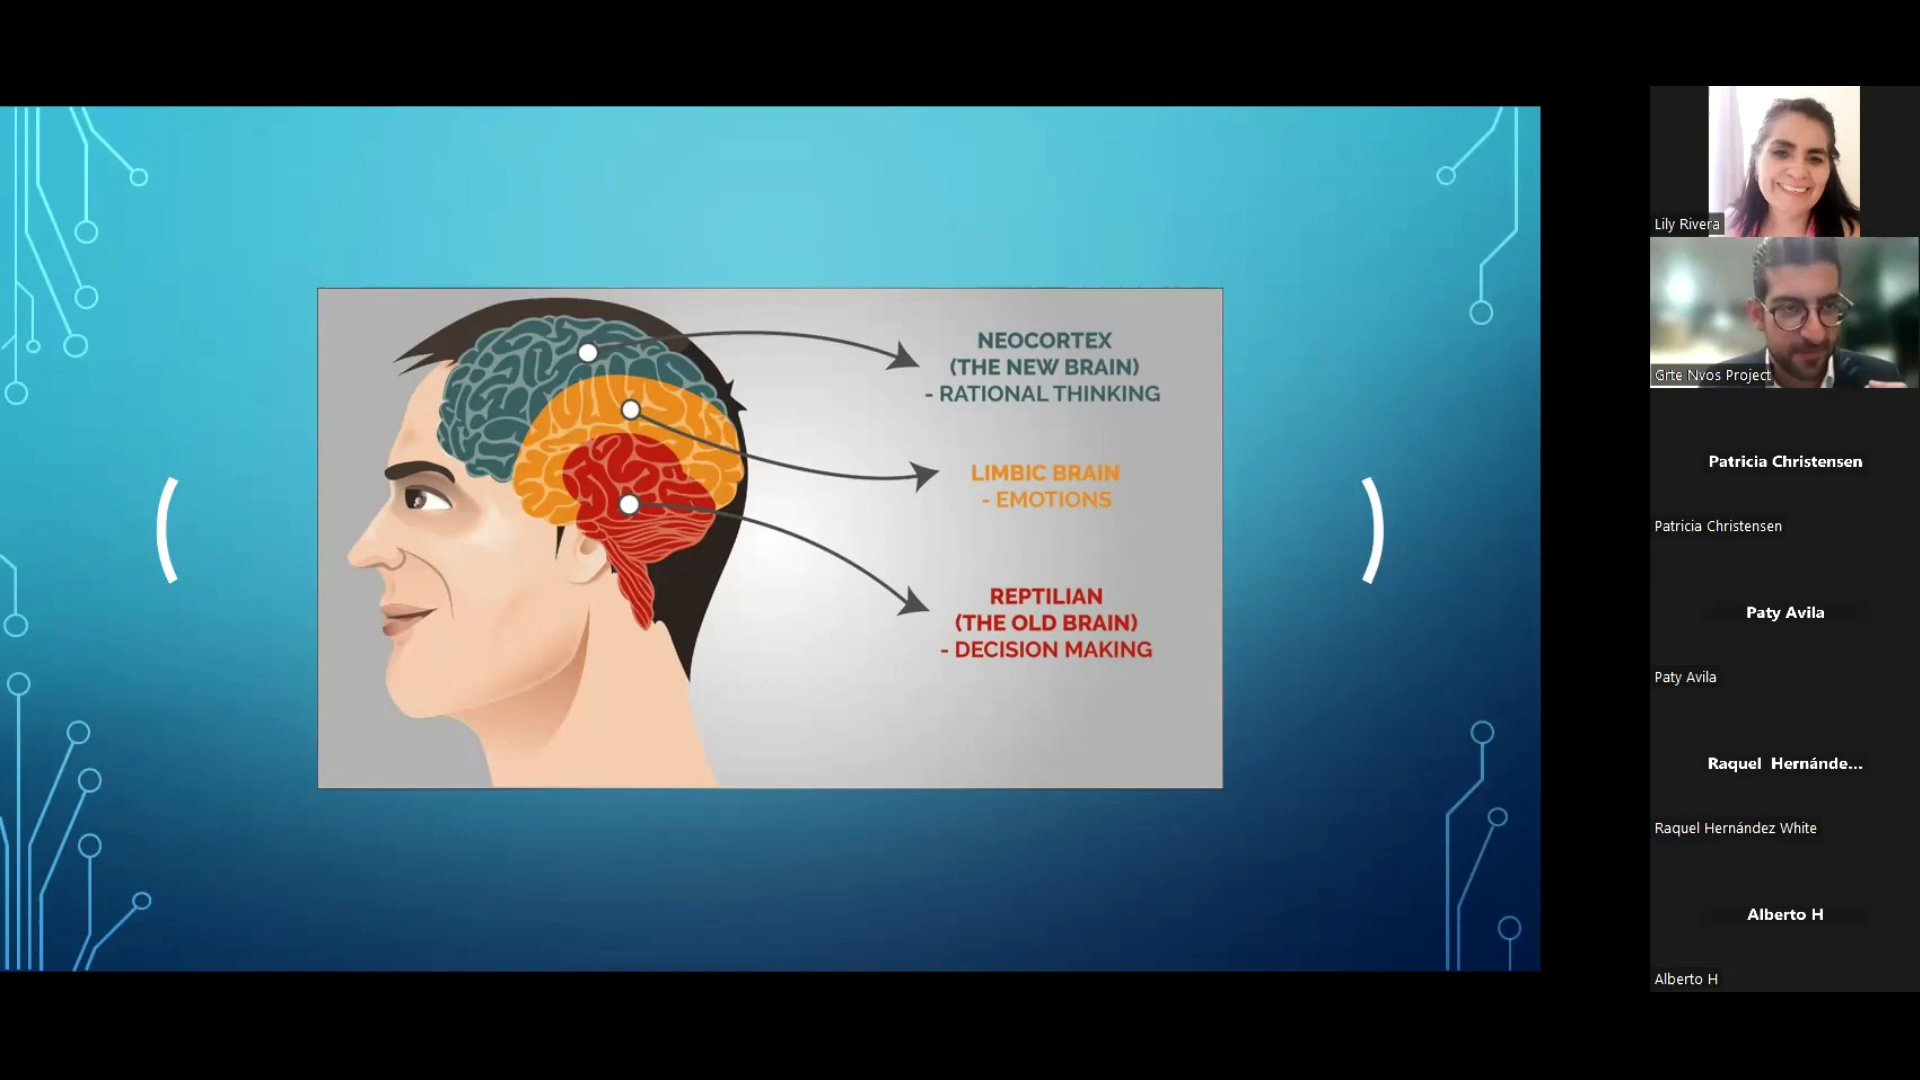 NEOCORTEX
(THE NEW BRAIN)
- RATIONAL THINKING
LIMBIC BRAIN
- EMOTIONS
REPTILIAN
(THE OLD BRAIN)
- DECISION MAKING
Lily Rivera
Grte Nvos Project
Patricia Christensen
Patricia Christensen
Paty Avila
Paty Avila
Raquel Hernánde...
Raquel Hernández White
Alberto H
Alberto H